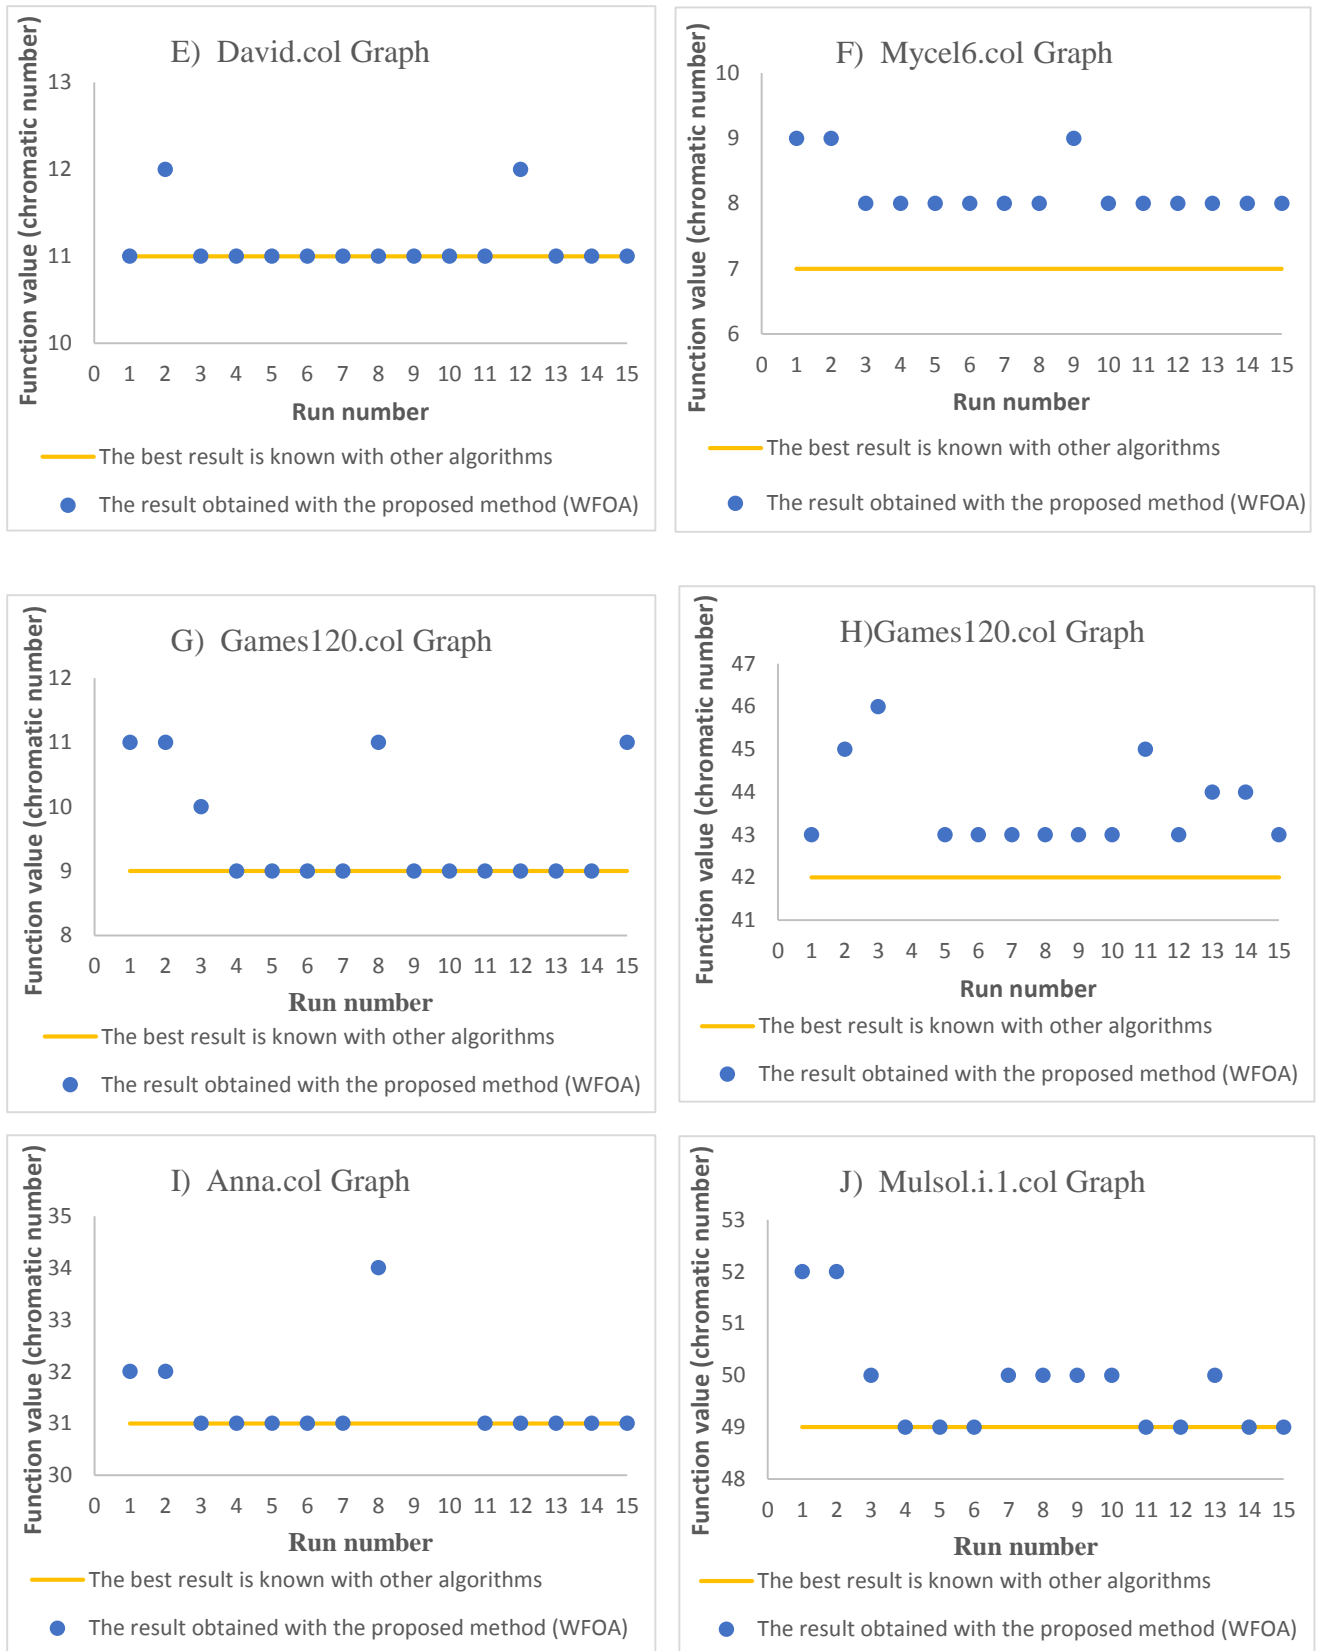 E) David.col Graph
Function value (chromatic number)
13
12
11
10
0 1 2 3 4 5 6 7 8 9 10 11 12 13 14 15
Run number
The best result is known with other algorithms
The result obtained with the proposed method (WFOA)
F) Mycel6.col Graph
Function value (chromatic number)
10
9
8
7
6
0 1 2 3 4 5 6 7 8 9 10 11 12 13 14 15
Run number
The best result is known with other algorithms
The result obtained with the proposed method (WFOA)
G) Games120.col Graph
Function value (chromatic number)
12
11
10
9
8
0 1 2 3 4 5 6 7 8 9 10 11 12 13 14 15
Run number
The best result is known with other algorithms
The result obtained with the proposed method (WFOA)
H)Games120.col Graph
Function value (chromatic number)
47
46
45
44
43
42
41
0 1 2 3 4 5 6 7 8 9 10 11 12 13 14 15
Run number
The best result is known with other algorithms
The result obtained with the proposed method (WFOA)
I) Anna.col Graph
Function value (chromatic number)
35
34
33
32
31
30
0 1 2 3 4 5 6 7 8 9 10 11 12 13 14 15
Run number
The best result is known with other algorithms
The result obtained with the proposed method (WFOA)
J) Mulsol.i.1.col Graph
Function value (chromatic number)
53
52
51
50
49
48
0 1 2 3 4 5 6 7 8 9 10 11 12 13 14 15
Run number
The best result is known with other algorithms
The result obtained with the proposed method (WFOA)